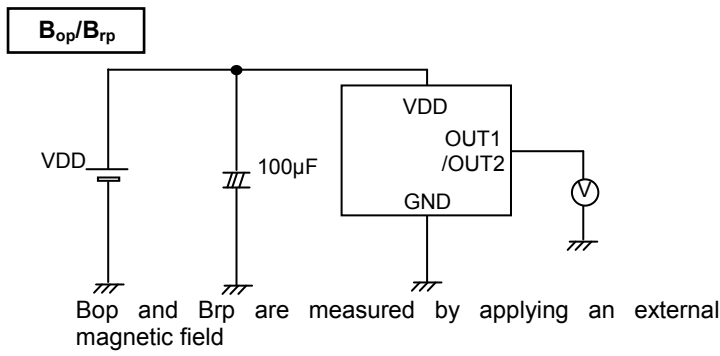 Bop/Brp
VDD
100µF
VDD
OUT1
/OUT2
GND
V
Bop and Brp are measured by applying an external
magnetic field